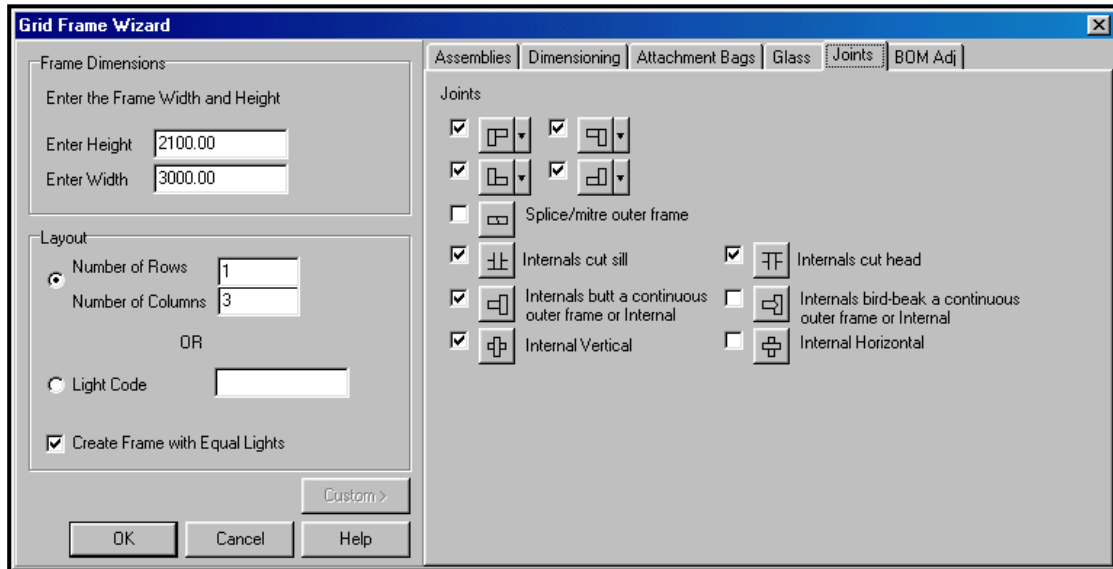 Grid Frame Wizard
Frame Dimensions
Enter the Frame Width and Height
Enter Height 2100.00
Enter Width 3000.00
Layout
Number of Rows 1
Number of Columns 3
OR
Light Code
Create Frame with Equal Lights
Custom >
OK Cancel Help
Assemblies Dimensioning Attachment Bags Glass Joints BOM Adj
Joints
Splice/mitre outer frame
Internals cut sill
Internals cut head
Internals butt a continuous
outer frame or Internal
Internals bird-beak a continuous
outer frame or Internal
Internal Vertical
Internal Horizontal